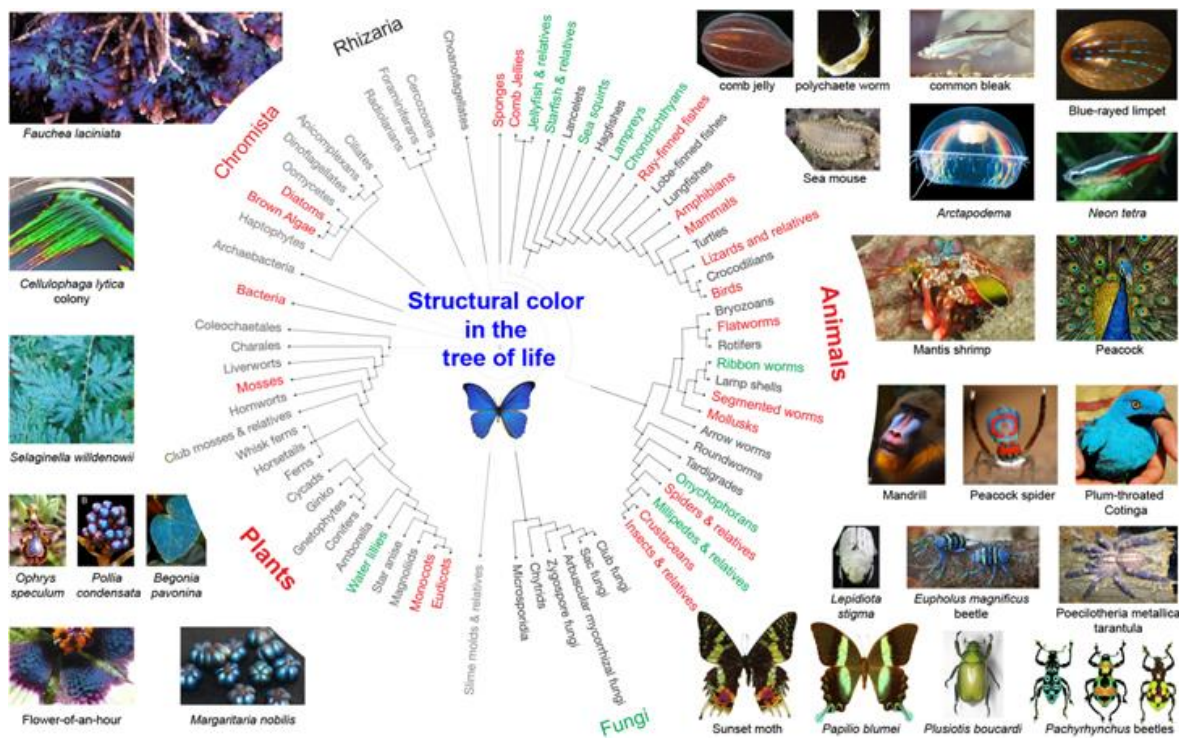 Fauchea laciniata
Cellulophaga lytica
colony
Selaginella willdenowii
Ophrys
speculum
Pollia
condensata
Begonia
pavonina
Flower-of-an-hour
Margaritaria nobilis
Structural color
in the
tree of life
Rhizaria
Choanoflagellates
Cercozoans
Foraminiferans
Radiolarians
Chromista
Ciliates
Apicomplexans
Dinoflagellates
Oomycetes
Diatoms
Brown Algae
Haptophytes
Archaebacteria
Bacteria
Coleochaetales
Charales
Liverworts
Mosses
Hornworts
Club mosses & relatives
Whisk ferns
Horsetails
Ferns
Cycads
Ginko
Gnetophytes
Conifers
Amborella
Water lillies
Star anise
Magnoliids
Monocots
Eudicots
Plants
Slime molds & relatives
Microsporidia
Chytrids
Zygospore fungi
Arbuscular mycorrhizal fungi
Sac fungi
Club fungi
Fungi
Sponges
Comb Jellies
Jellyfish & relatives
Starfish & relatives
Lancelets
Sea squirts
Hagfishes
Lampreys
Chondrichthyans
Ray-finned fishes
Lobe-finned fishes
Lungfishes
Amphibians
Mammals
Turtles
Lizards and relatives
Crocodilians
Birds
Bryozoans
Flatworms
Rotifers
Ribbon worms
Lamp shells
Segmented worms
Mollusks
Arrow worms
Roundworms
Tardigrades
Onychophorans
Spiders & relatives
Millipedes & relatives
Crustaceans
Insects & relatives
Animals
comb jelly
polychaete worm
common bleak
Blue-rayed limpet
Sea mouse
Arctapodema
Neon tetra
Mantis shrimp
Peacock
Mandrill
Peacock spider
Plum-throated
Cotinga
Lepidiota
stigma
Eupholus magnificus
beetle
Poecilotheria metallica
tarantula
Sunset moth
Papilio blumei
Plusiotis boucardi
Pachyrhynchus beetles